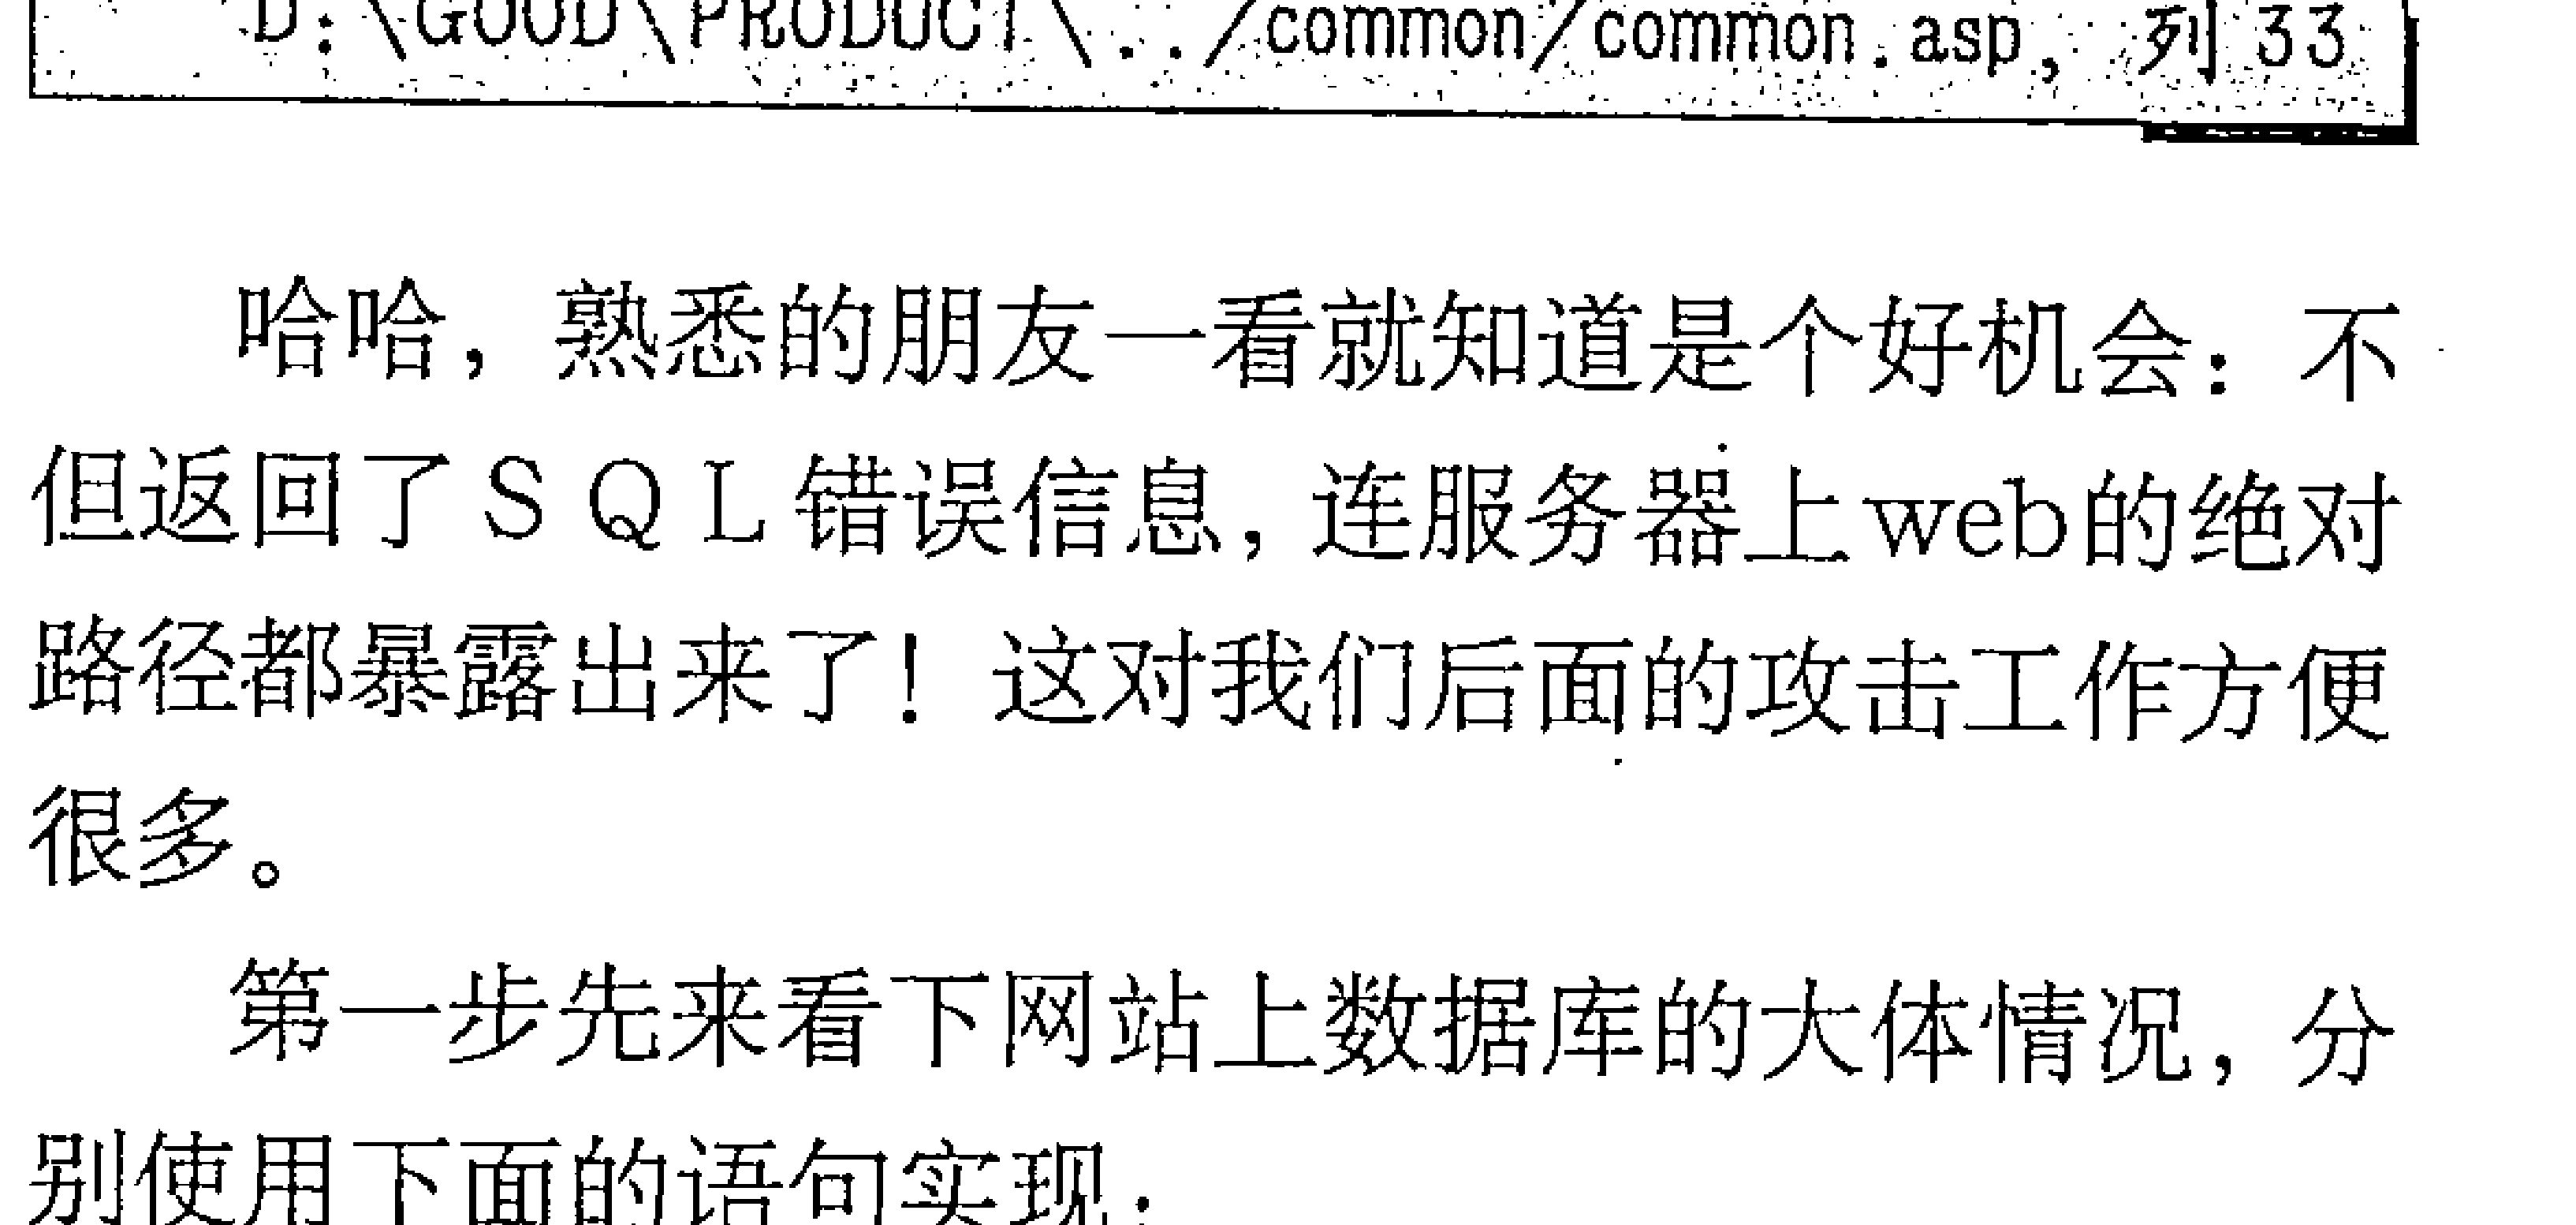 D:\GOOD\PRODUCT\../common/common.asp, 列 33
哈哈，熟悉的朋友一看就知道是个好机会：不
但返回了SQL错误信息，连服务器上web的绝对
路径都暴露出来了！这对我们后面的攻击工作方便
很多。
第一步先来看下网站上数据库的大体情况，分
别使用下面的语句实现：